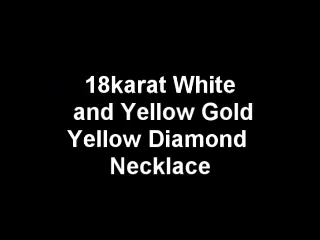 18karat White
and Yellow Gold
Yellow Diamond
Necklace